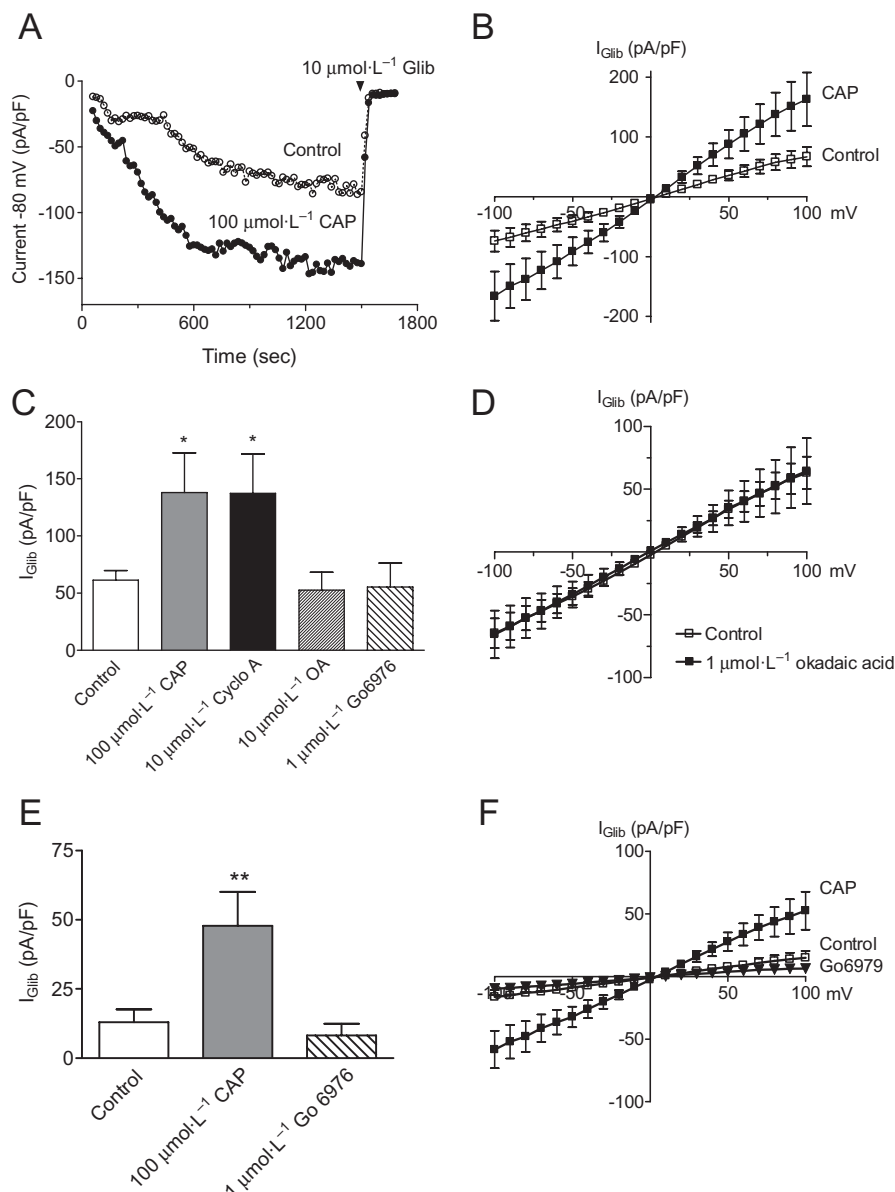 A
10 μmol·L⁻¹ Glib
Current -80 mV (pA/pF)
0
-50
-100
-150
Control
100 μmol·L⁻¹ CAP
0 600 1200 1800
Time (sec)
B
I_Glib (pA/pF)
200
100
-100
-200
-100 -50 50 100 mV
CAP
Control
C
I_Glib (pA/pF)
200
150
100
50
0
* *
Control
100 μmol·L⁻¹ CAP
10 μmol·L⁻¹ Cyclo A
10 μmol·L⁻¹ OA
1 μmol·L⁻¹ Go6976
D
I_Glib (pA/pF)
100
50
-50
-100
-100 -50 50 100 mV
Control
1 μmol·L⁻¹ okadaic acid
E
I_Glib (pA/pF)
75
50
25
0
**
Control
100 μmol·L⁻¹ CAP
1 μmol·L⁻¹ Go 6976
F
I_Glib (pA/pF)
100
50
-50
-100
-100 -50 50 100 mV
CAP
Control
Go6979